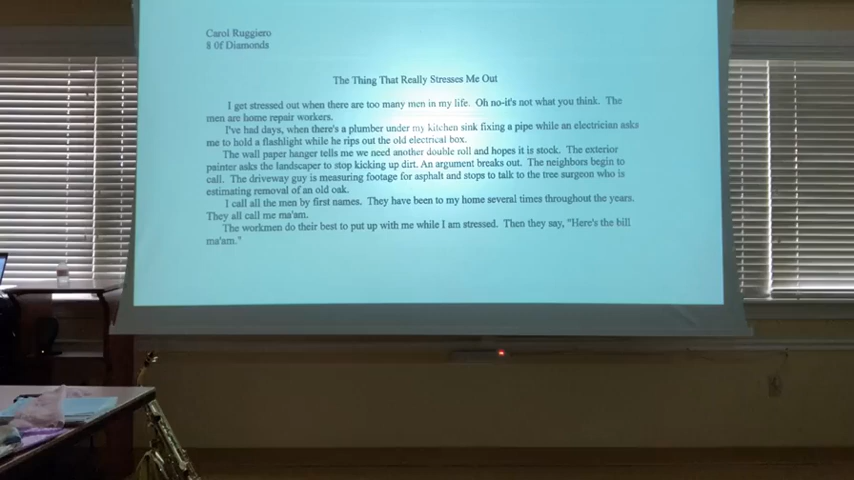 Carol Ruggiero
8 Of Diamonds
The Thing That Really Stresses Me Out
I get stressed out when there are too many men in my life. Oh no-it's not what you think. The
men are home repair workers.
I've had days, when there's a plumber under my kitchen sink fixing a pipe while an electrician asks
me to hold a flashlight while he rips out the old electrical box.
The wall paper hanger tells me we need another double roll and hopes it is stock. The exterior
painter asks the landscaper to stop kicking up dirt. An argument breaks out. The neighbors begin to
call. The driveway guy is measuring footage for asphalt and stops to talk to the tree surgeon who is
estimating removal of an old oak.
I call all the men by first names. They have been to my home several times throughout the years.
They all call me ma'am.
The workmen do their best to put up with me while I am stressed. Then they say, "Here's the bill
ma'am."